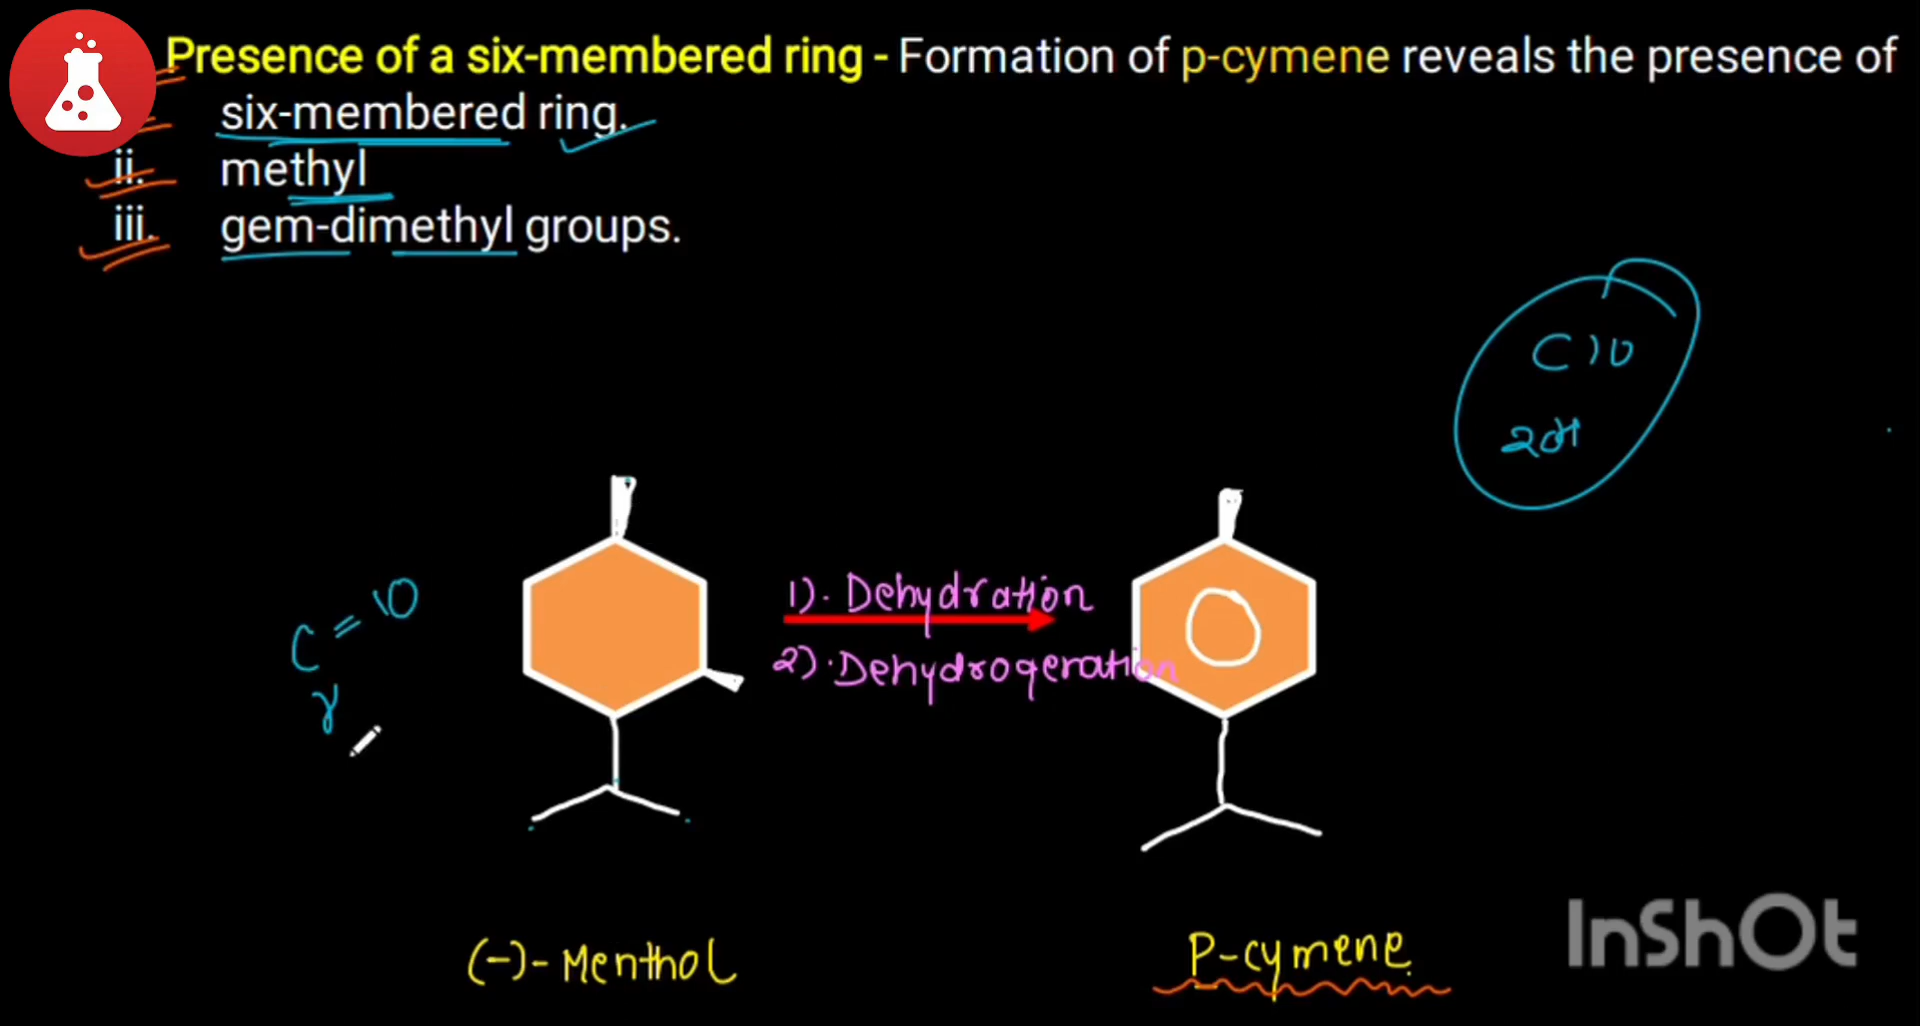 Presence of a six-membered ring - Formation of p-cymene reveals the presence of
six-membered ring.
ii. methyl
iii. gem-dimethyl groups.
C10
2OH
C = 10
1). Dehydration
2). Dehydrogeration
(-)-Menthol
P-cymene
InShOt